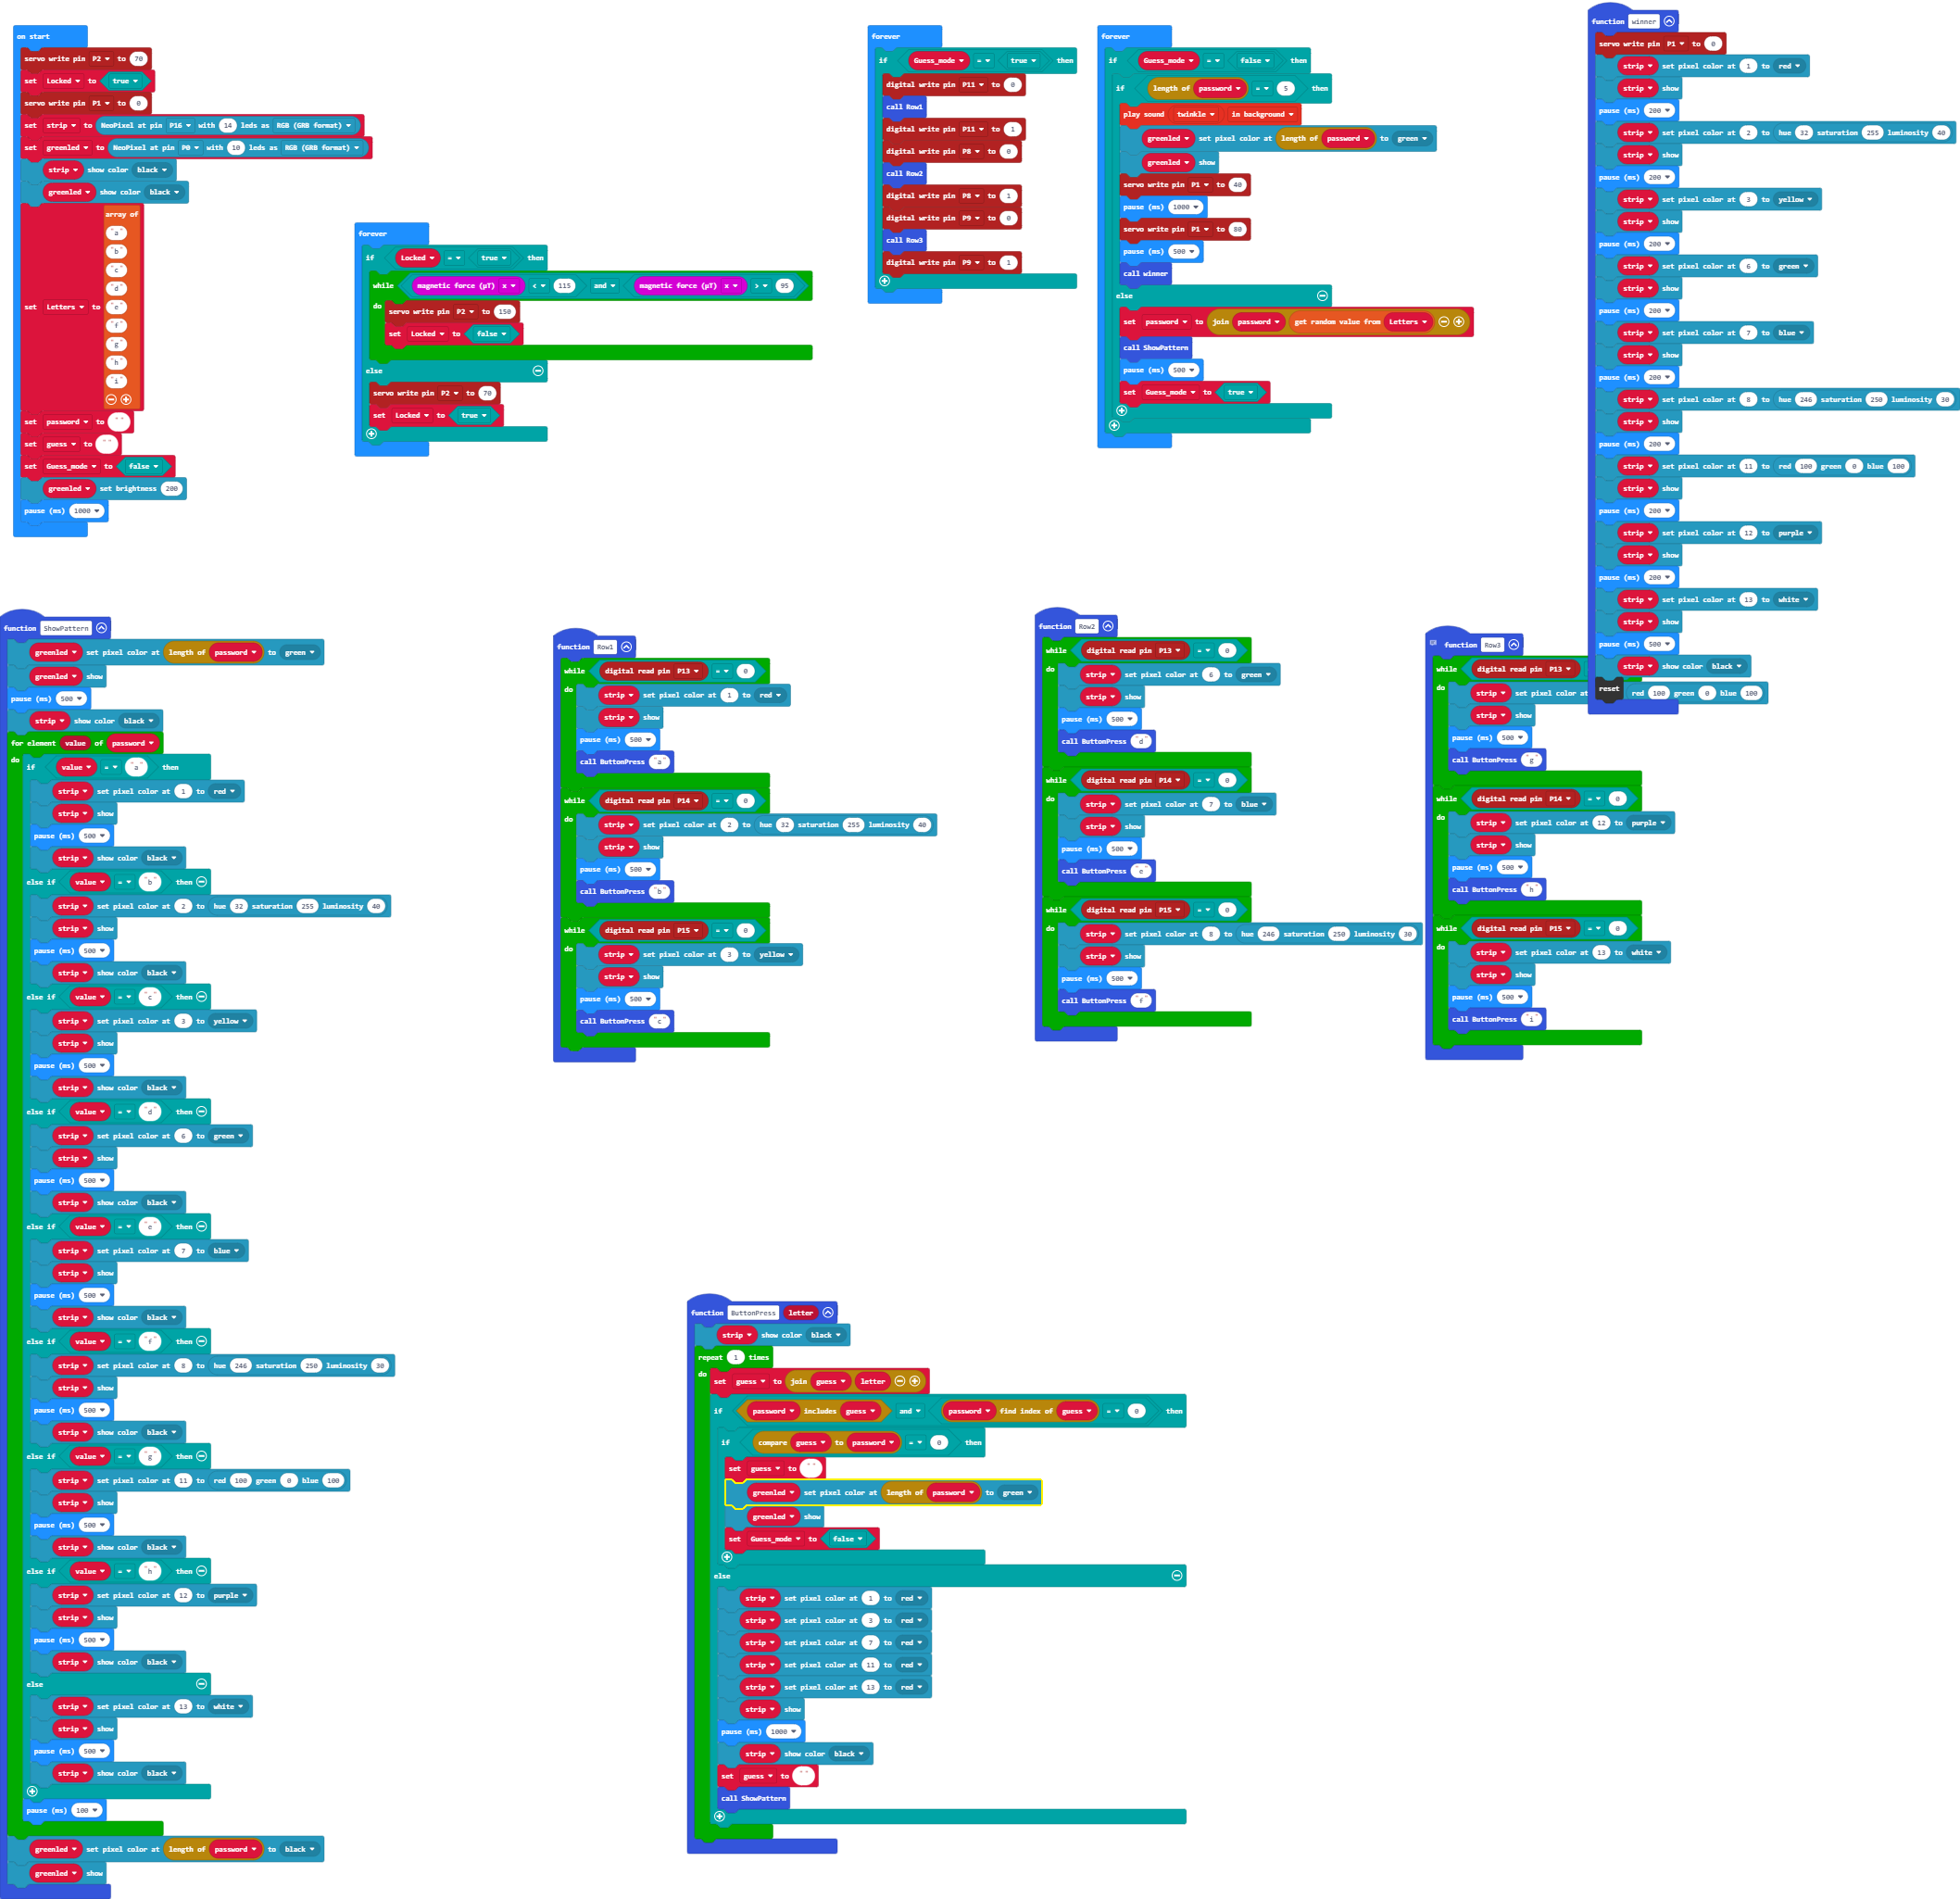 on start
servo write pin P2 to 70
set Locked to true
servo write pin P1 to 0
set strip to NeoPixel at pin P16 with 14 leds as RGB (GRB format)
set greenled to NeoPixel at pin P0 with 10 leds as RGB (GRB format)
strip show color black
greenled show color black
set Letters to array of
"a"
"b"
"c"
"d"
"e"
"f"
"g"
"h"
"i"
set password to " "
set guess to " "
set Guess_mode to false
greenled set brightness 200
pause (ms) 1000
forever
if Locked = true then
while magnetic force (µT) x < 115 and magnetic force (µT) x > 95
do
servo write pin P2 to 150
set Locked to false
else
servo write pin P2 to 70
set Locked to true
forever
if Guess_mode = true then
digital write pin P11 to 0
call Row1
digital write pin P11 to 1
digital write pin P8 to 0
call Row2
digital write pin P8 to 1
digital write pin P9 to 0
call Row3
digital write pin P9 to 1
forever
if Guess_mode = false then
if length of password = 5 then
play sound twinkle in background
greenled set pixel color at length of password to green
greenled show
servo write pin P1 to 40
pause (ms) 1000
servo write pin P1 to 80
pause (ms) 500
call winner
else
set password to join password get random value from Letters
call ShowPattern
pause (ms) 500
set Guess_mode to true
function winner
servo write pin P1 to 0
strip set pixel color at 1 to red
strip show
pause (ms) 200
strip set pixel color at 2 to hue 32 saturation 255 luminosity 40
strip show
pause (ms) 200
strip set pixel color at 3 to yellow
strip show
pause (ms) 200
strip set pixel color at 6 to green
strip show
pause (ms) 200
strip set pixel color at 7 to blue
strip show
pause (ms) 200
strip set pixel color at 8 to hue 246 saturation 250 luminosity 30
strip show
pause (ms) 200
strip set pixel color at 11 to red 100 green 0 blue 100
strip show
pause (ms) 200
strip set pixel color at 12 to purple
strip show
pause (ms) 200
strip set pixel color at 13 to white
strip show
pause (ms) 500
strip show color black
reset
function ShowPattern
greenled set pixel color at length of password to green
greenled show
pause (ms) 500
strip show color black
for element value of password
do
if value = "a" then
strip set pixel color at 1 to red
strip show
pause (ms) 500
strip show color black
else if value = "b" then
strip set pixel color at 2 to hue 32 saturation 255 luminosity 40
strip show
pause (ms) 500
strip show color black
else if value = "c" then
strip set pixel color at 3 to yellow
strip show
pause (ms) 500
strip show color black
else if value = "d" then
strip set pixel color at 6 to green
strip show
pause (ms) 500
strip show color black
else if value = "e" then
strip set pixel color at 7 to blue
strip show
pause (ms) 500
strip show color black
else if value = "f" then
strip set pixel color at 8 to hue 246 saturation 250 luminosity 30
strip show
pause (ms) 500
strip show color black
else if value = "g" then
strip set pixel color at 11 to red 100 green 0 blue 100
strip show
pause (ms) 500
strip show color black
else if value = "h" then
strip set pixel color at 12 to purple
strip show
pause (ms) 500
strip show color black
else
strip set pixel color at 13 to white
strip show
pause (ms) 500
strip show color black
pause (ms) 100
greenled set pixel color at length of password to black
greenled show
function Row1
while digital read pin P13 = 0
do
strip set pixel color at 1 to red
strip show
pause (ms) 500
call ButtonPress "a"
while digital read pin P14 = 0
do
strip set pixel color at 2 to hue 32 saturation 255 luminosity 40
strip show
pause (ms) 500
call ButtonPress "b"
while digital read pin P15 = 0
do
strip set pixel color at 3 to yellow
strip show
pause (ms) 500
call ButtonPress "c"
function Row2
while digital read pin P13 = 0
do
strip set pixel color at 6 to green
strip show
pause (ms) 500
call ButtonPress "d"
while digital read pin P14 = 0
do
strip set pixel color at 7 to blue
strip show
pause (ms) 500
call ButtonPress "e"
while digital read pin P15 = 0
do
strip set pixel color at 8 to hue 246 saturation 250 luminosity 30
strip show
pause (ms) 500
call ButtonPress "f"
function Row3
while digital read pin P13
do
strip set pixel color at red 100 green 0 blue 100
strip show
pause (ms) 500
call ButtonPress "g"
while digital read pin P14 = 0
do
strip set pixel color at 12 to purple
strip show
pause (ms) 500
call ButtonPress "h"
while digital read pin P15 = 0
do
strip set pixel color at 13 to white
strip show
pause (ms) 500
call ButtonPress "i"
function ButtonPress letter
strip show color black
repeat 1 times
do
set guess to join guess letter
if password includes guess and password find index of guess = 0 then
if compare guess to password = 0 then
set guess to " "
greenled set pixel color at length of password to green
greenled show
set Guess_mode to false
else
strip set pixel color at 1 to red
strip set pixel color at 3 to red
strip set pixel color at 7 to red
strip set pixel color at 11 to red
strip set pixel color at 13 to red
strip show
pause (ms) 1000
strip show color black
set guess to " "
call ShowPattern